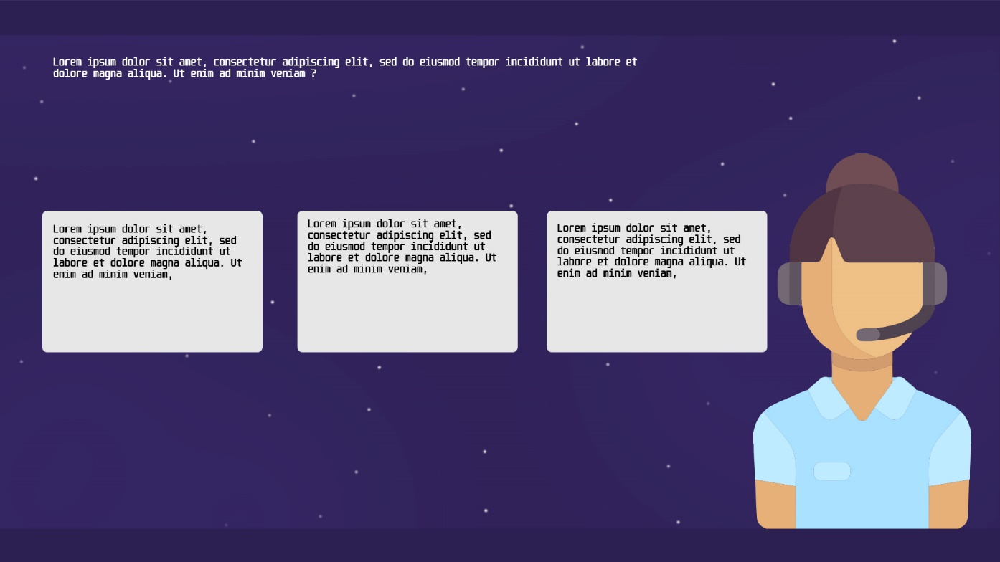 Lorem ipsum dolor sit amet, consectetur adipiscing elit, sed do eiusmod tempor incididunt ut labore et
dolore magna aliqua. Ut enim ad minim veniam ?
Lorem ipsum dolor sit amet,
consectetur adipiscing elit, sed
do eiusmod tempor incididunt ut
labore et dolore magna aliqua. Ut
enim ad minim veniam,
Lorem ipsum dolor sit amet,
consectetur adipiscing elit, sed
do eiusmod tempor incididunt ut
labore et dolore magna aliqua. Ut
enim ad minim veniam,
Lorem ipsum dolor sit amet,
consectetur adipiscing elit, sed
do eiusmod tempor incididunt ut
labore et dolore magna aliqua. Ut
enim ad minim veniam,